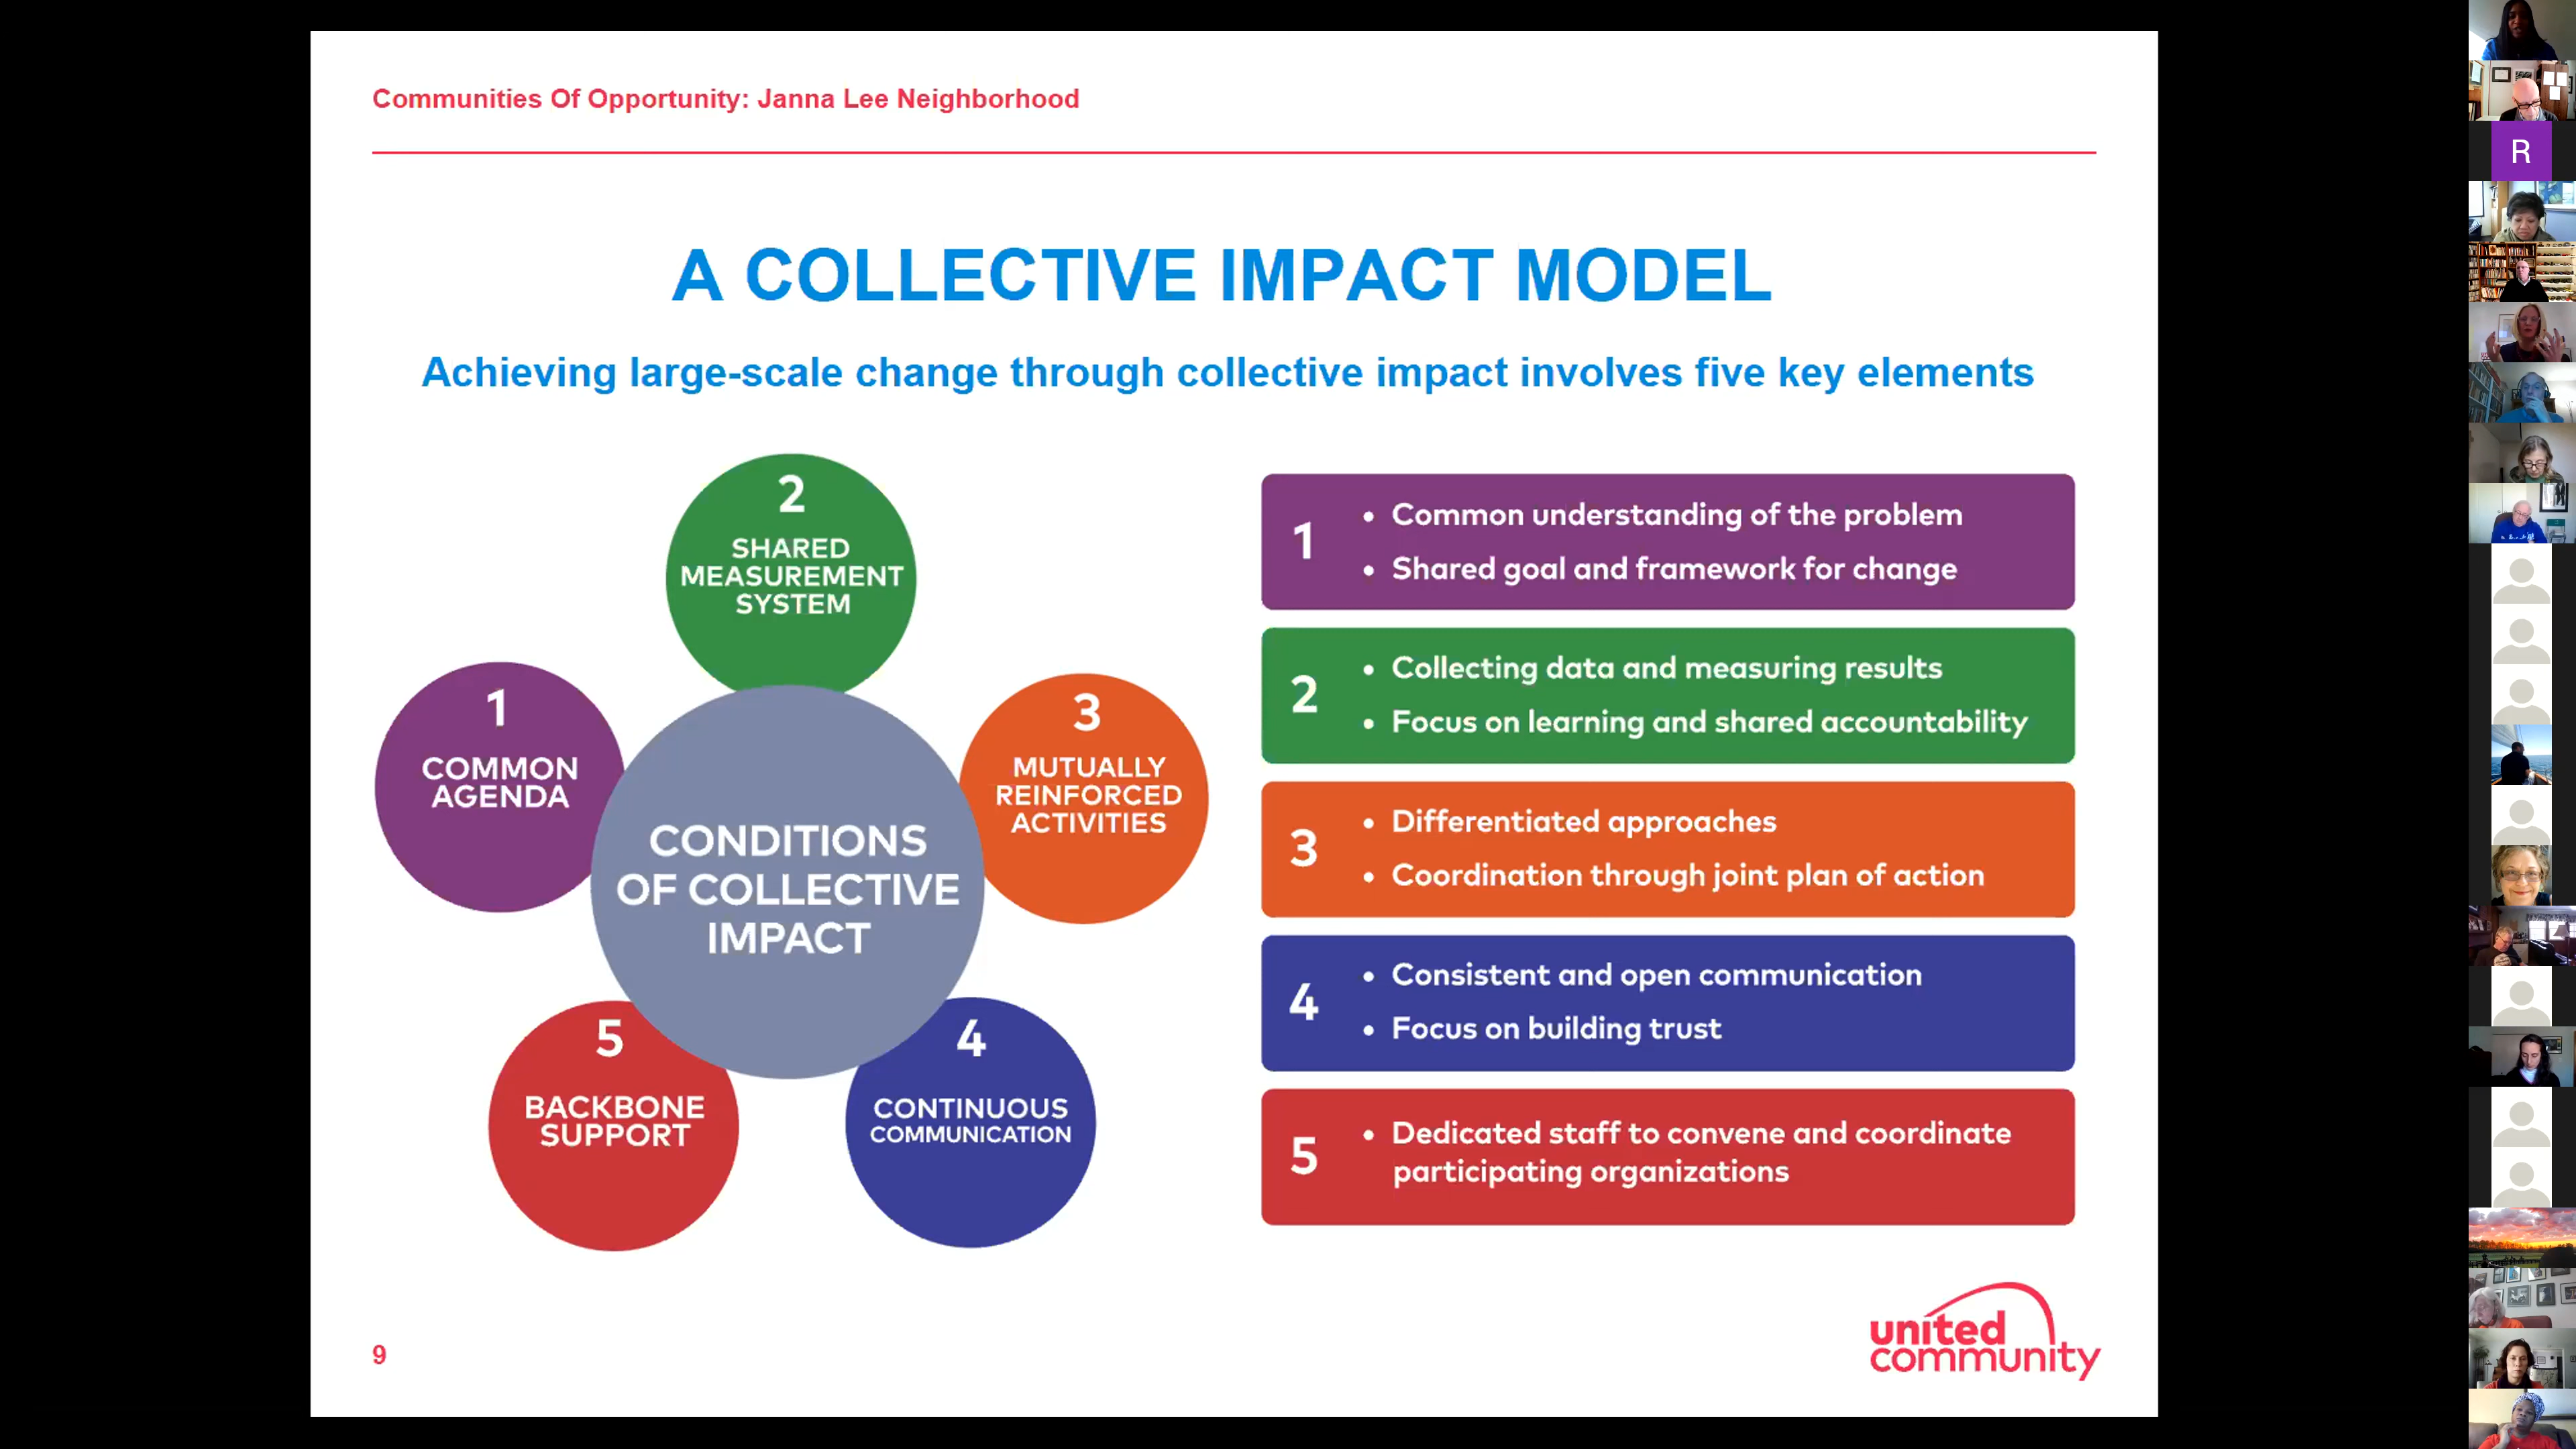 Communities Of Opportunity: Janna Lee Neighborhood
A COLLECTIVE IMPACT MODEL
Achieving large-scale change through collective impact involves five key elements
2
SHARED
MEASUREMENT
SYSTEM
1
COMMON
AGENDA
3
MUTUALLY
REINFORCED
ACTIVITIES
CONDITIONS
OF COLLECTIVE
IMPACT
5
BACKBONE
SUPPORT
4
CONTINUOUS
COMMUNICATION
1
• Common understanding of the problem
• Shared goal and framework for change
2
• Collecting data and measuring results
• Focus on learning and shared accountability
3
• Differentiated approaches
• Coordination through joint plan of action
4
• Consistent and open communication
• Focus on building trust
5
• Dedicated staff to convene and coordinate
participating organizations
9
united
community
R